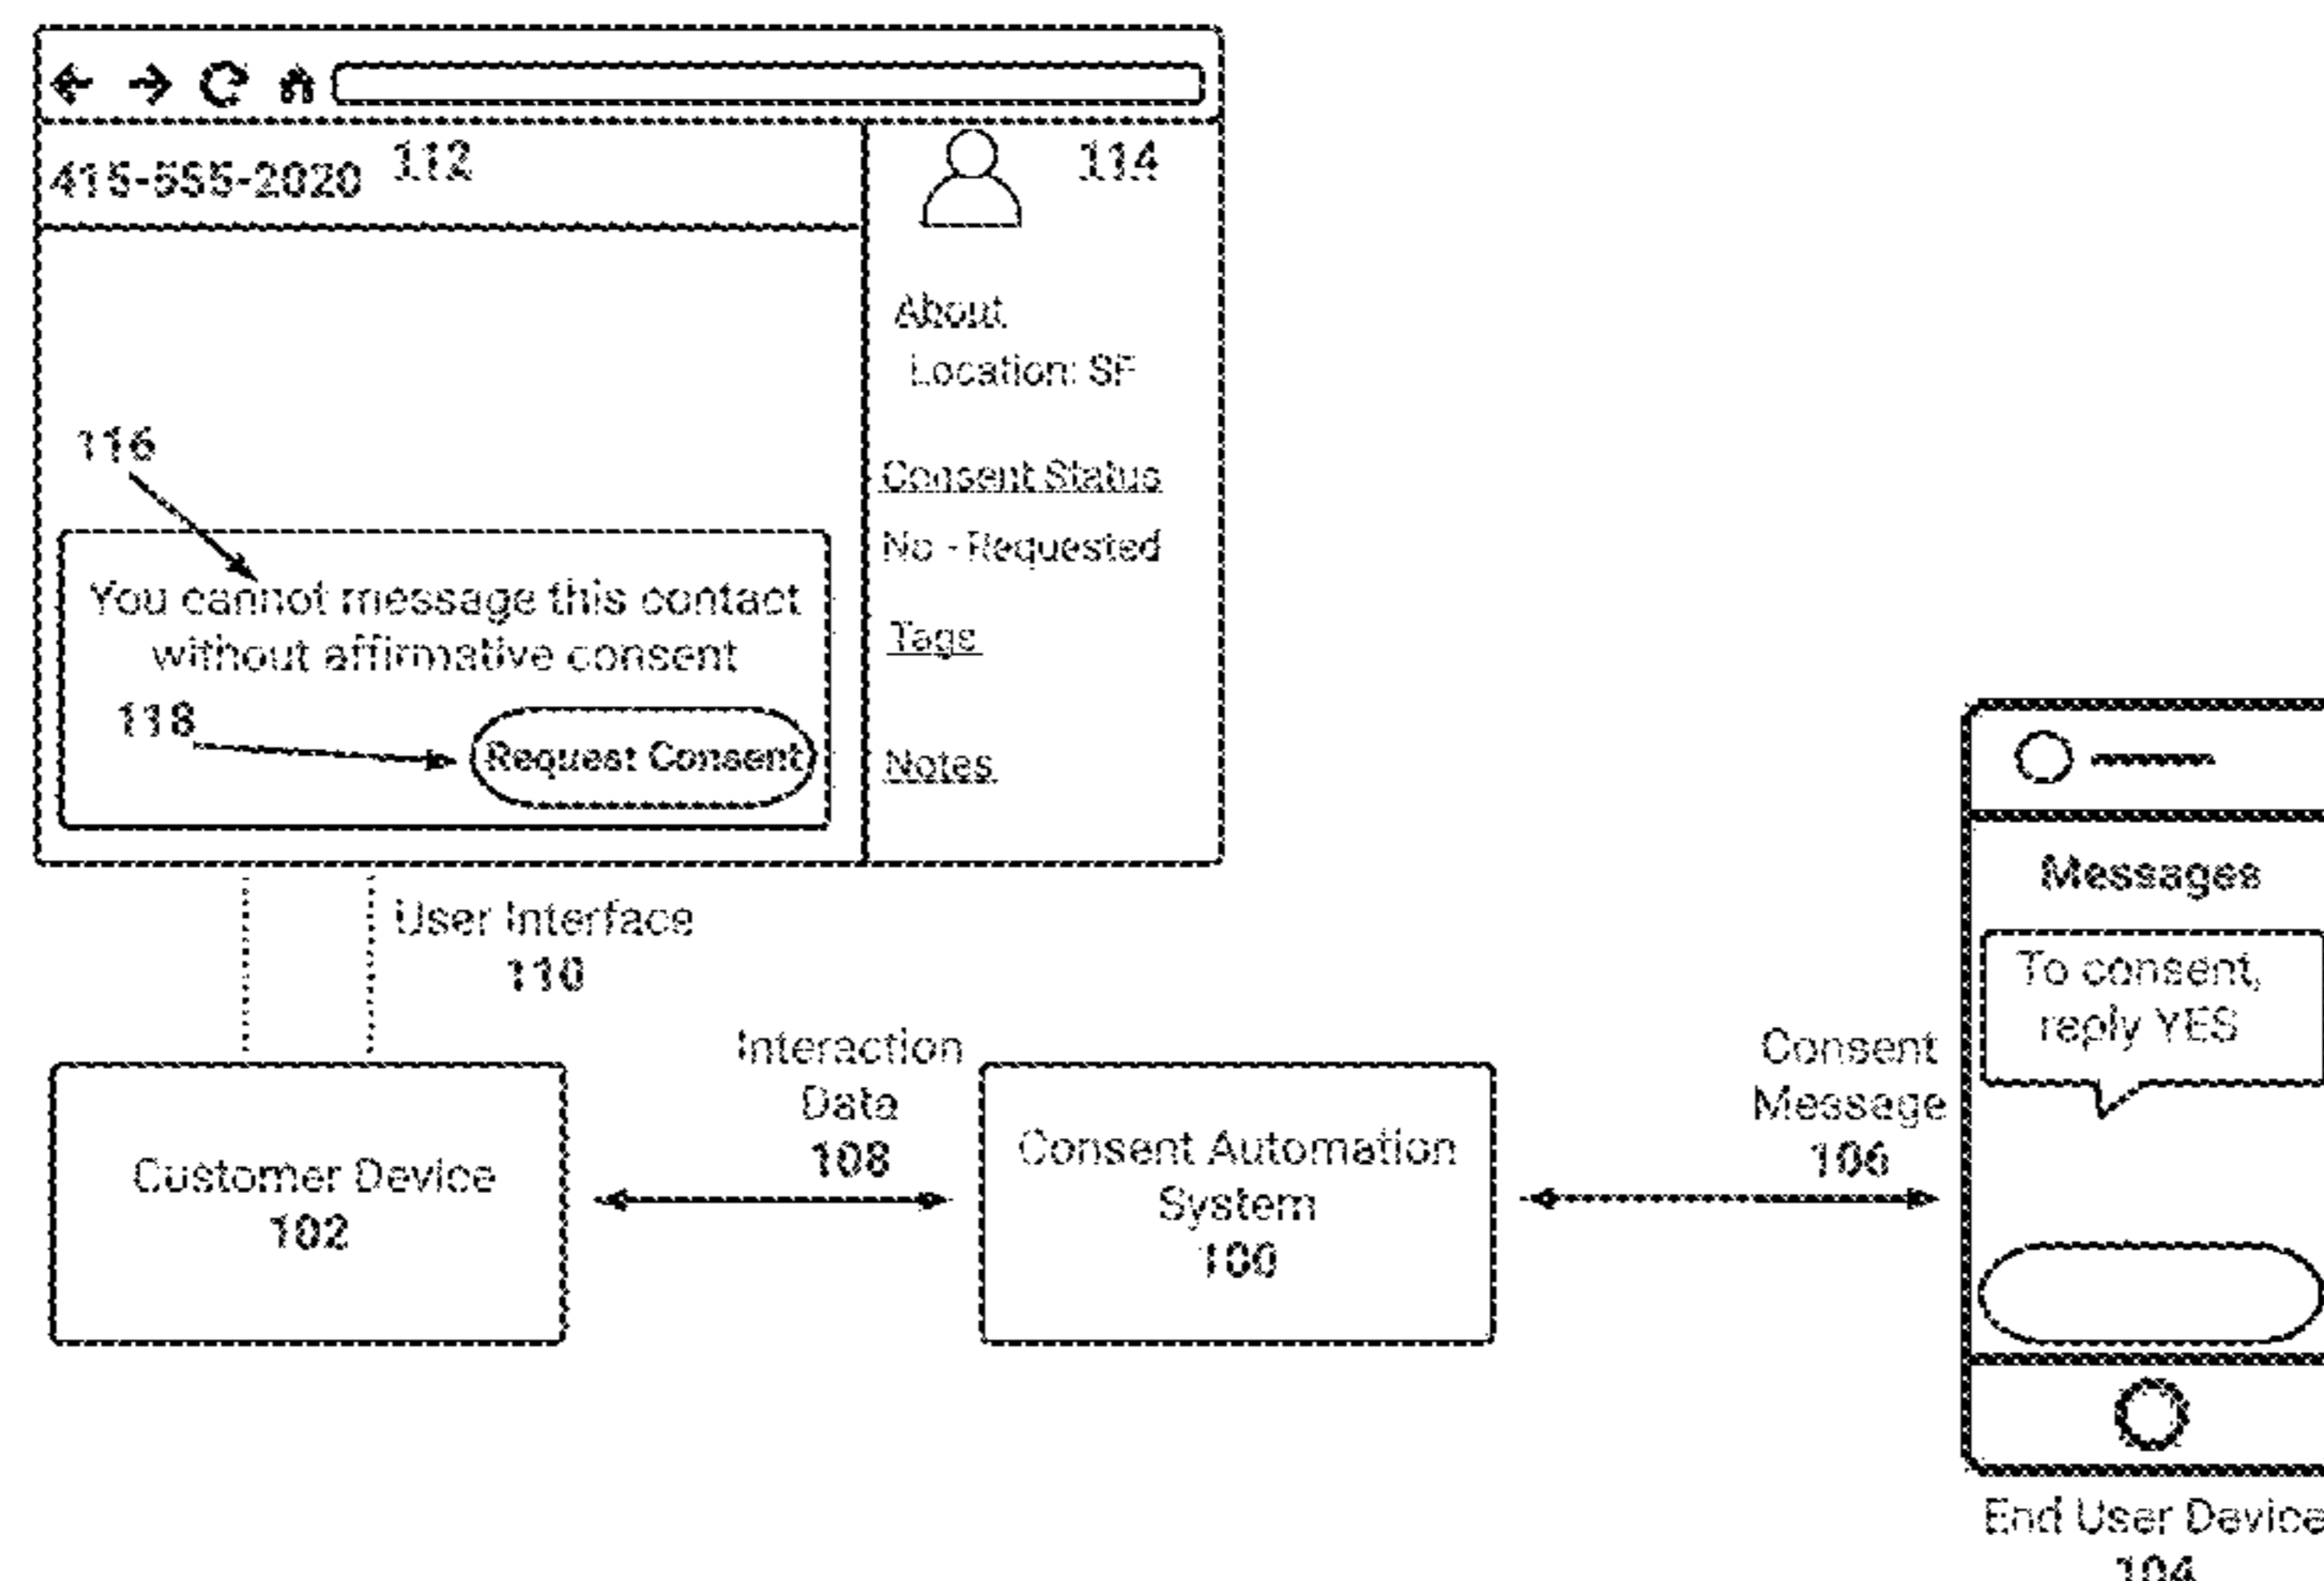 415-555-2020 112
114
About
Location: SF
116
Consent Status
No - Requested
You cannot message this contact
without affirmative consent
Tags
118
Request Consent
Notes
User Interface
110
Messages
To consent,
reply YES
Interaction
Data
108
Consent
Message
106
Customer Device
102
Consent Automation
System
100
End User Device
104